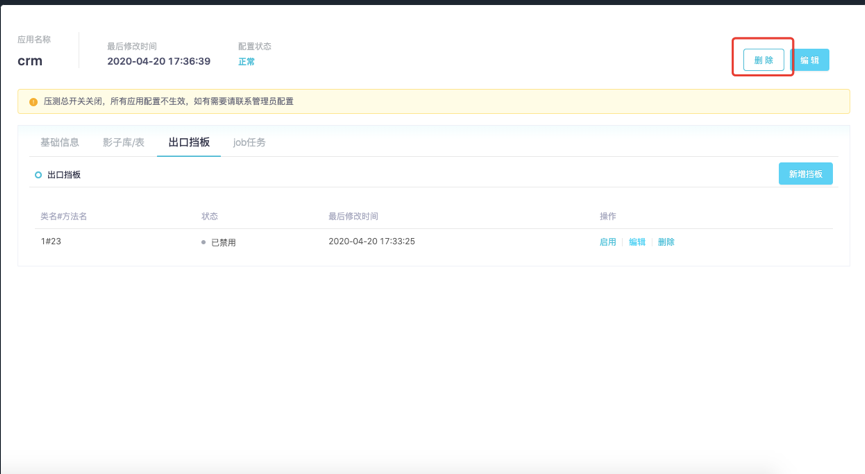 应用名称
crm
最后修改时间
2020-04-20 17:36:39
配置状态
正常
删 除
编 辑
压测总开关关闭，所有应用配置不生效，如有需要请联系管理员配置
基础信息 影子库/表 出口挡板 job任务
出口挡板
新增挡板
类名#方法名 状态 最后修改时间 操作
1#23 已禁用 2020-04-20 17:33:25 启用 编辑 删除